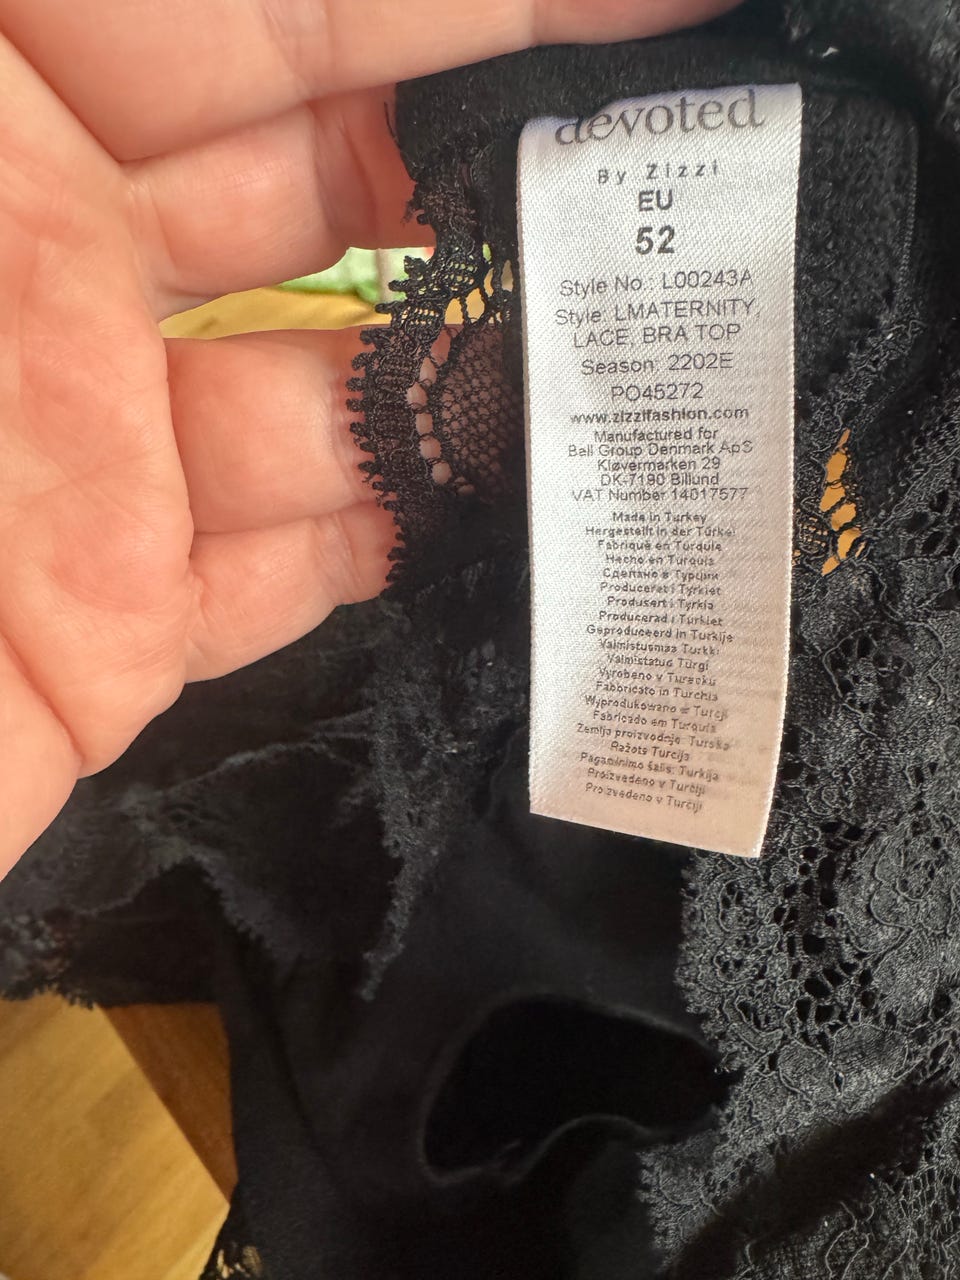 devoted
By Zizzi
EU
52
Style No.: L00243A
Style: LMATERNITY,
LACE, BRA TOP
Season: 2202E
PO45272
www.zizzifashion.com
Manufactured for
Ball Group Denmark ApS
Kløvermarken 29
DK-7190 Billund
VAT Number 14017577
Made in Turkey
Hergestellt in der Türkei
Fabriqué en Turquie
Hecho en Turquía
Сделано в Турции
Produceret i Tyrkiet
Produsert i Tyrkia
Producerad i Turkiet
Geproduceerd in Turkije
Valmistusmaa Turkki
Valmistatud Türgi
Vyrobeno v Turecku
Fabbricato in Turchia
Wyprodukowano w Turcji
Fabricado em Turquia
Zemlja proizvodnje: Turska
Ražots Turcija
Pagaminimo šalis: Turkija
Proizvedeno v Turčiji
Proizvedeno v Turčiji